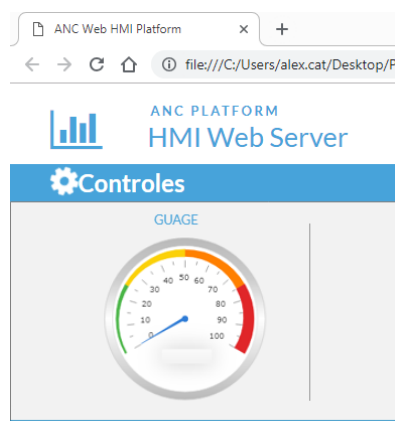 ANC Web HMI Platform
file:///C:/Users/alex.cat/Desktop/P
ANC PLATFORM
HMI Web Server
Controles
GUAGE
0
10
20
30
40
50
60
70
80
90
100